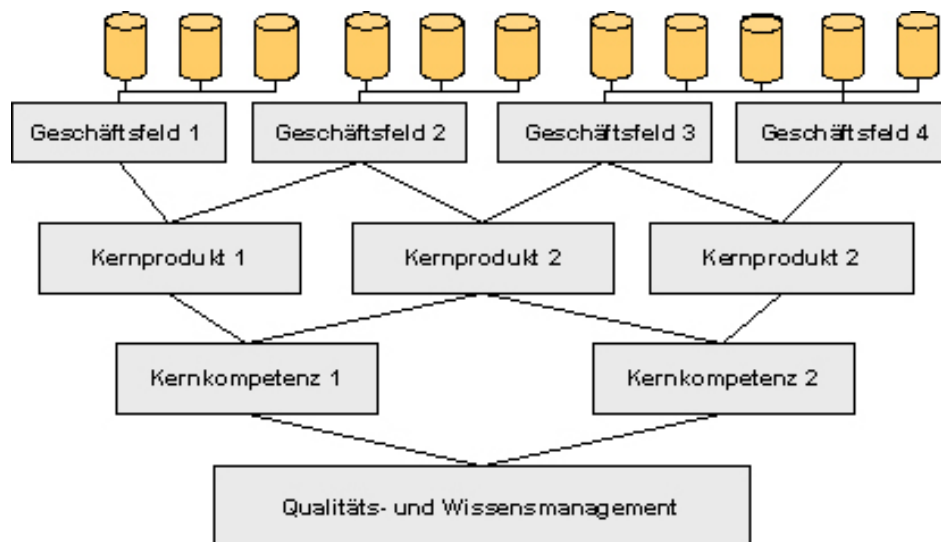 Geschäftsfeld 1
Geschäftsfeld 2
Geschäftsfeld 3
Geschäftsfeld 4
Kernprodukt 1
Kernprodukt 2
Kernprodukt 2
Kernkompetenz 1
Kernkompetenz 2
Qualitäts- und Wissensmanagement